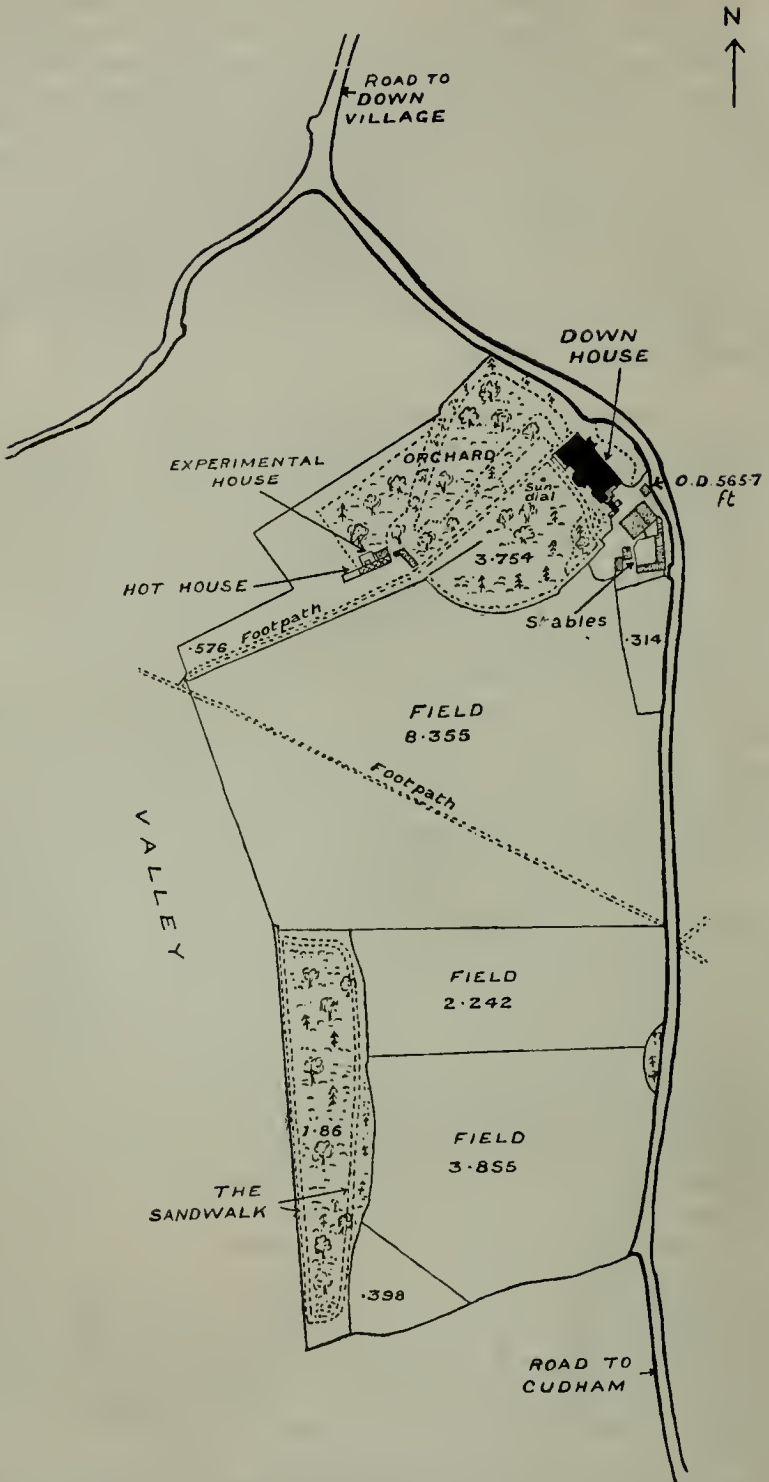 N
ROAD TO
DOWN
VILLAGE
DOWN
HOUSE
EXPERIMENTAL
HOUSE
ORCHARD
Sun-
dial
O.D. 565·7
ft
3·754
HOT HOUSE
Footpath
·576
Stables
·314
FIELD
8·355
Footpath
VALLEY
FIELD
2·242
1·86
FIELD
3·855
THE
SANDWALK
·398
ROAD TO
CUDHAM